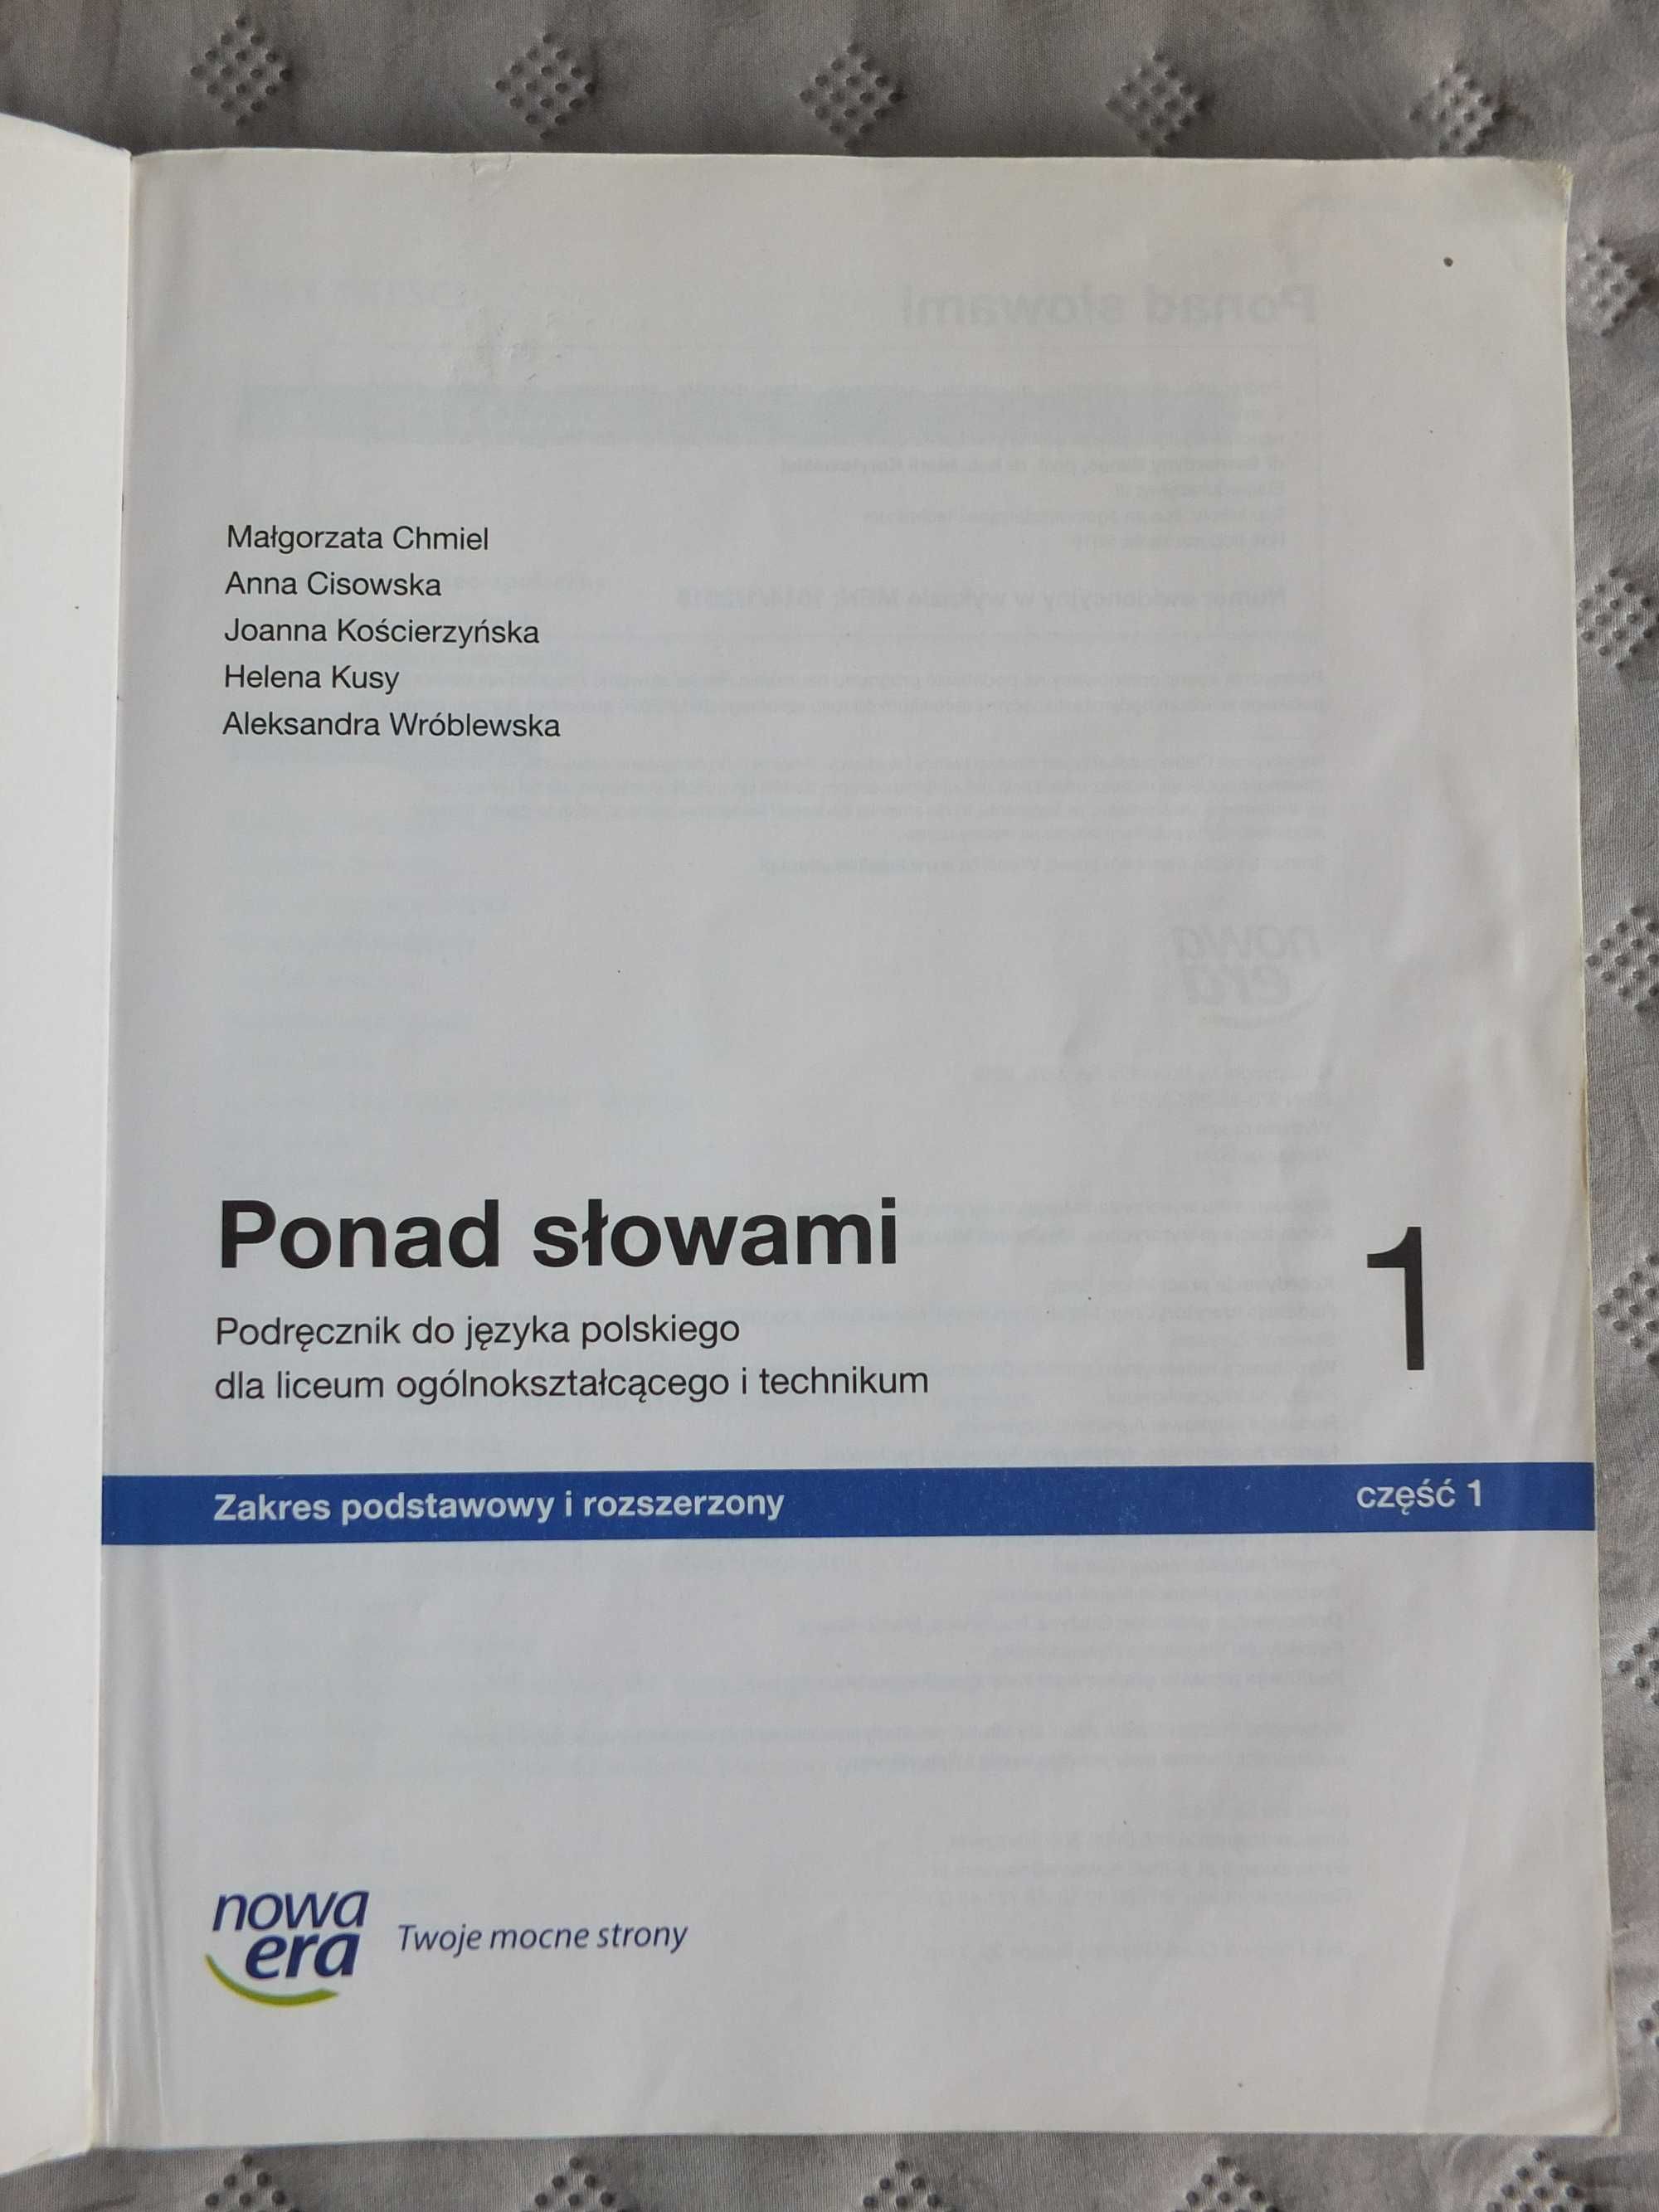 Małgorzata Chmiel
Anna Cisowska
Joanna Kościerzyńska
Helena Kusy
Aleksandra Wróblewska
Ponad słowami
1
Podręcznik do języka polskiego
dla liceum ogólnokształcącego i technikum
Zakres podstawowy i rozszerzony
część 1
nowa
era
Twoje mocne strony